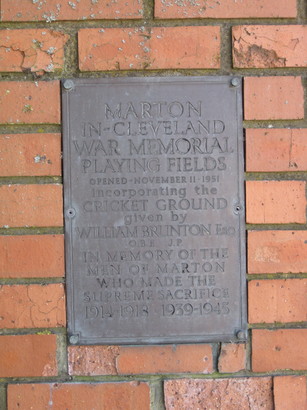 MARTON
IN-CLEVELAND
WAR MEMORIAL
PLAYING FIELDS
OPENED-NOVEMBER 11-1951
incorporating the
CRICKET GROUND
given by
WILLIAM BRUNTON Esq
O.B.E. J.P.
IN MEMORY OF THE
MEN OF MARTON
WHO MADE THE
SUPREME SACRIFICE
1914-1918 1939-1945